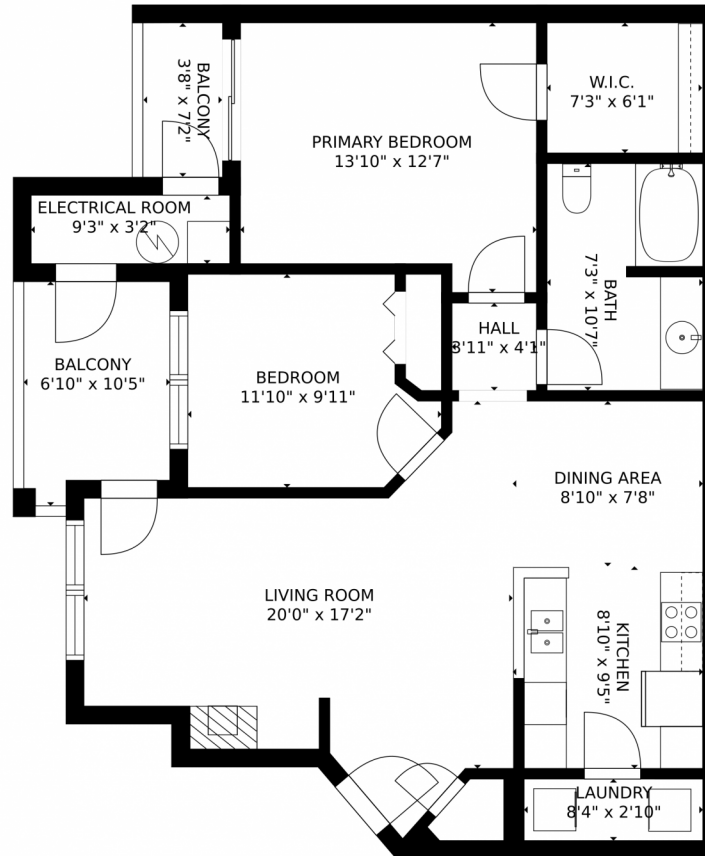 BALCONY
3'8" x 7'2"
PRIMARY BEDROOM
13'10" x 12'7"
W.I.C.
7'3" x 6'1"
ELECTRICAL ROOM
9'3" x 3'2"
BATH
7'3" x 10'7"
HALL
3'11" x 4'1"
BALCONY
6'10" x 10'5"
BEDROOM
11'10" x 9'11"
DINING AREA
8'10" x 7'8"
LIVING ROOM
20'0" x 17'2"
KITCHEN
8'10" x 9'5"
LAUNDRY
8'4" x 2'10"